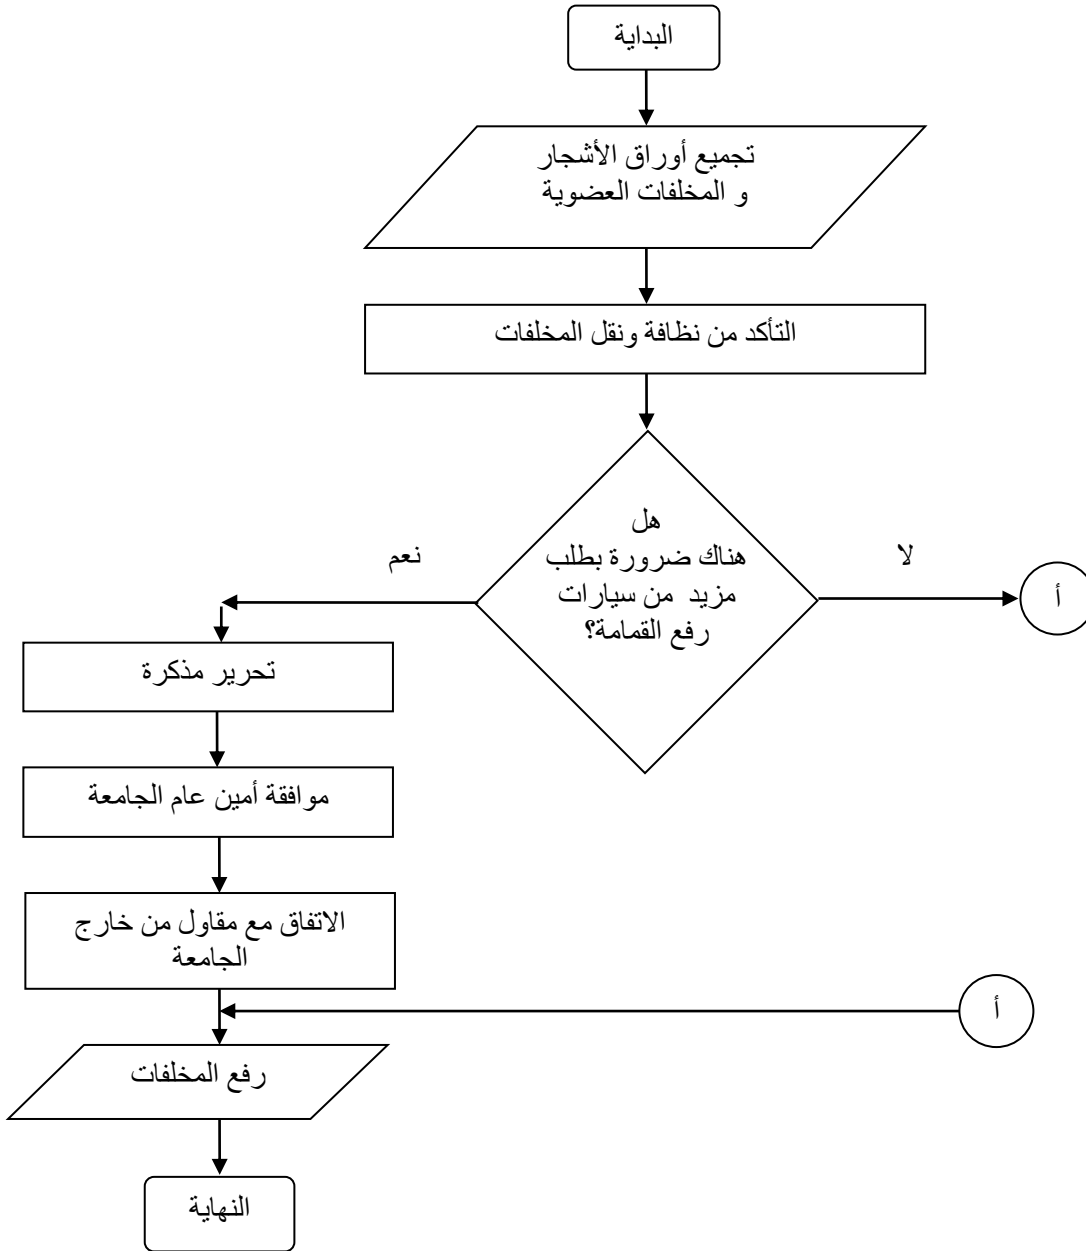 البداية
تجميع أوراق الأشجار
و المخلفات العضوية
التأكد من نظافة ونقل المخلفات
هل
هناك ضرورة بطلب
مزيد من سيارات
رفع القمامة؟
لا
أ
نعم
تحرير مذكرة
موافقة أمين عام الجامعة
الاتفاق مع مقاول من خارج
الجامعة
أ
رفع المخلفات
النهاية